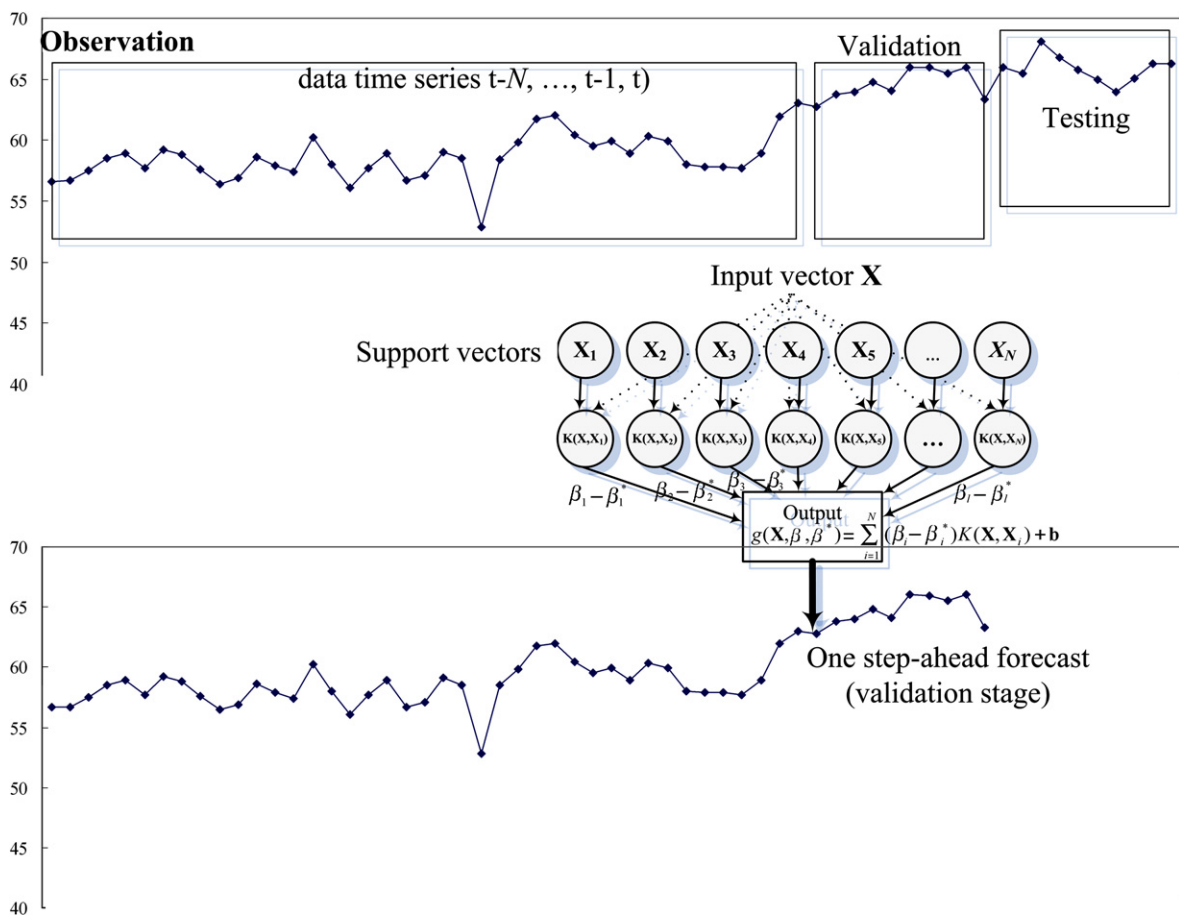 70
Observation
Validation
data time series t-N, …, t-1, t)
65
Testing
60
55
50
Input vector X
45
Support vectors
X1 X2 X3 X4 X5 ... XN
40
K(X,X1) K(X,X2) K(X,X3) K(X,X4) K(X,X5) ... K(X,XN)
β1 − β1* β2 − β2* β3 − β3* βl − βl*
Output
g(X,β,β*) = ∑i=1N (βi − βi*)K(X,Xi) + b
70
65
One step-ahead forecast
(validation stage)
60
55
50
45
40